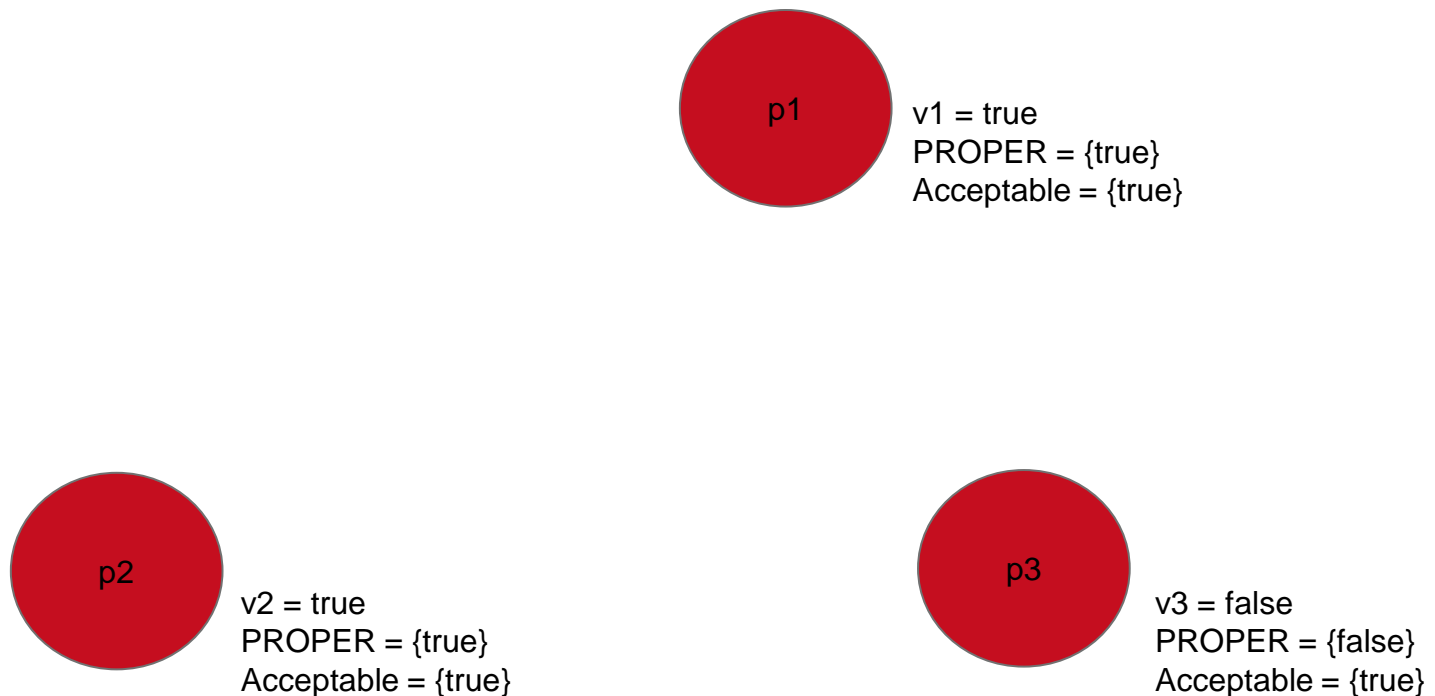 p1
v1 = true
PROPER = {true}
Acceptable = {true}
p2
v2 = true
PROPER = {true}
Acceptable = {true}
p3
v3 = false
PROPER = {false}
Acceptable = {true}